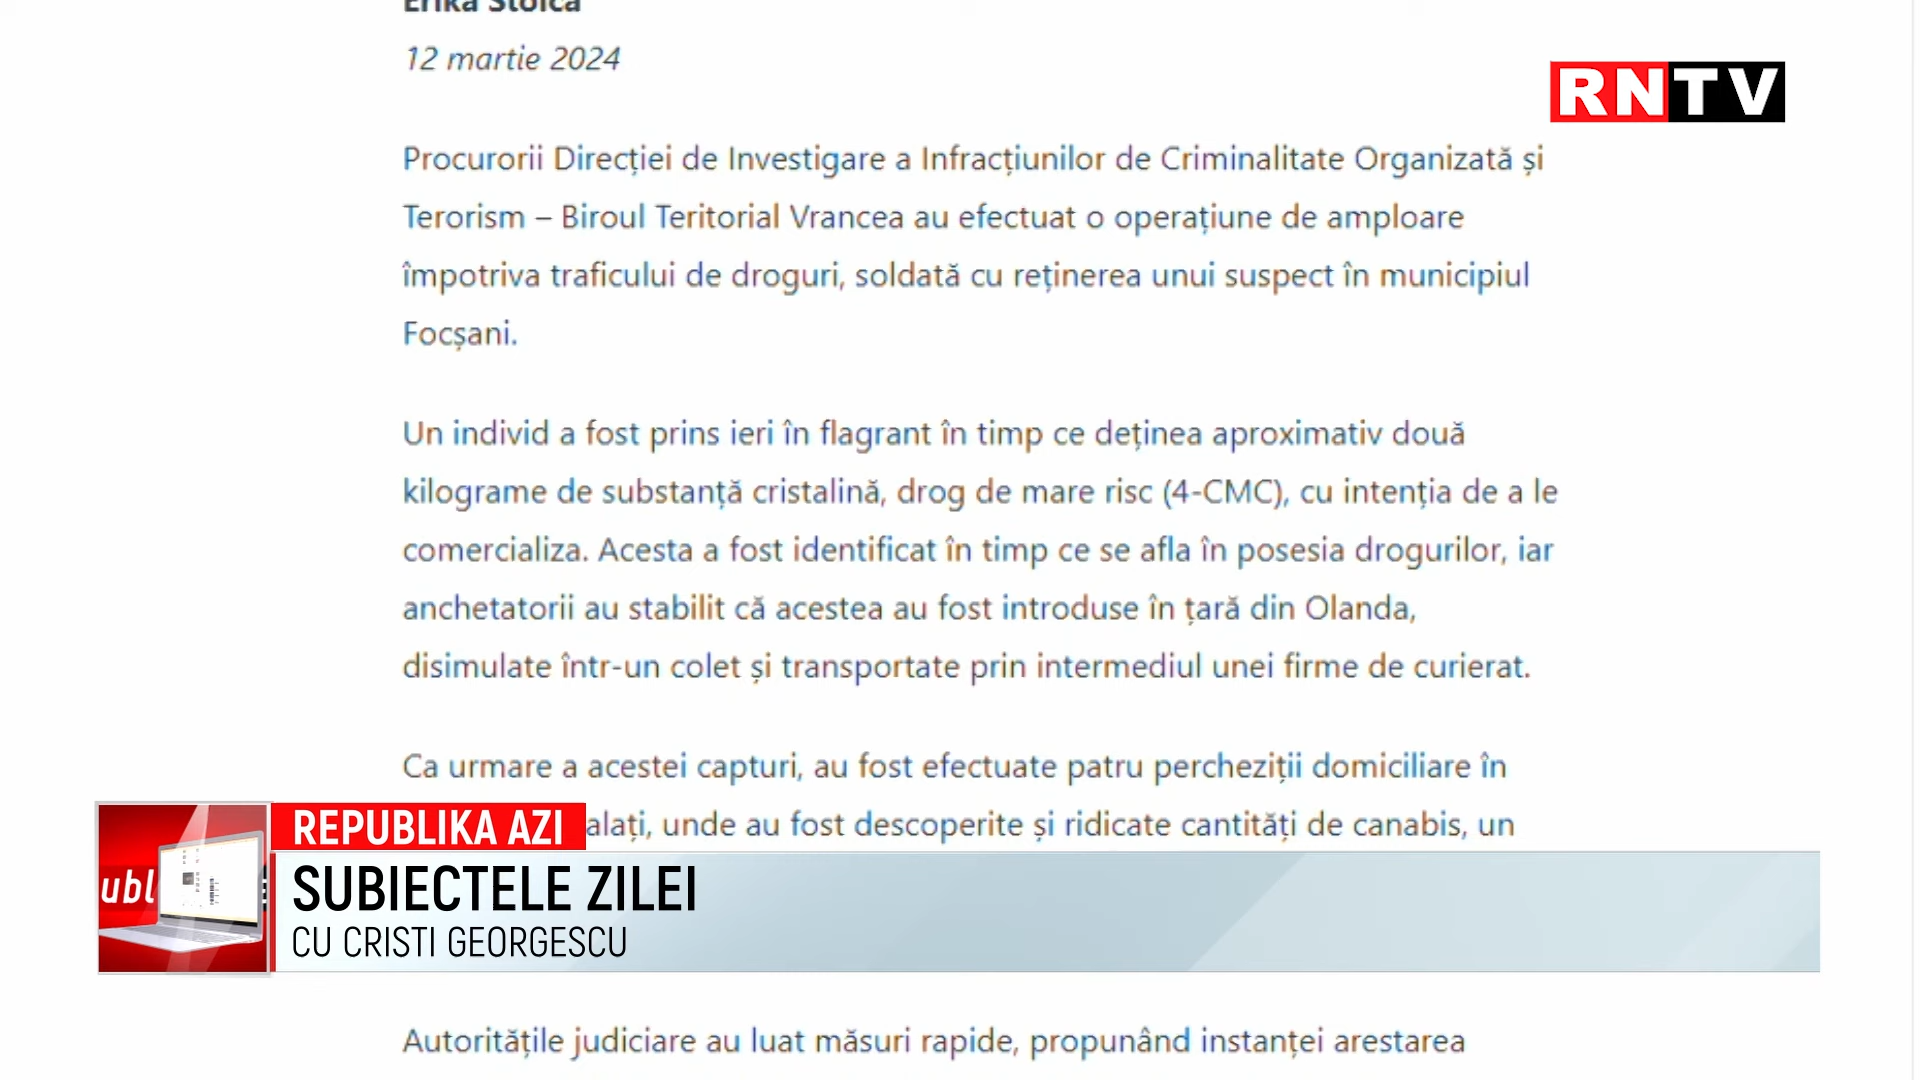 Erika Stoica
12 martie 2024
RNTV
Procurorii Direcției de Investigare a Infracțiunilor de Criminalitate Organizată și
Terorism – Biroul Teritorial Vrancea au efectuat o operațiune de amploare
împotriva traficului de droguri, soldată cu reținerea unui suspect în municipiul
Focșani.
Un individ a fost prins ieri în flagrant în timp ce deținea aproximativ două
kilograme de substanță cristalină, drog de mare risc (4-CMC), cu intenția de a le
comercializa. Acesta a fost identificat în timp ce se afla în posesia drogurilor, iar
anchetatorii au stabilit că acestea au fost introduse în țară din Olanda,
disimulate într-un colet și transportate prin intermediul unei firme de curierat.
Ca urmare a acestei capturi, au fost efectuate patru percheziții domiciliare în
alați, unde au fost descoperite și ridicate cantități de canabis, un
REPUBLIKA AZI
SUBIECTELE ZILEI
CU CRISTI GEORGESCU
ubl
Autoritățile judiciare au luat măsuri rapide, propunând instanței arestarea